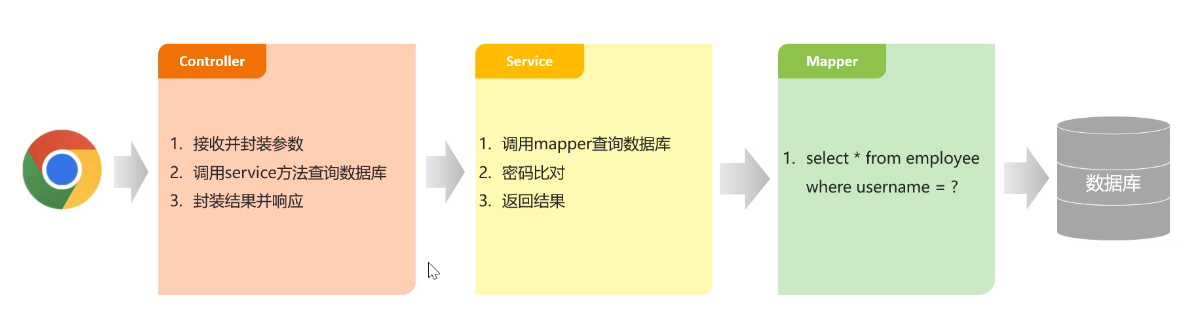 Controller
1. 接收并封装参数
2. 调用service方法查询数据库
3. 封装结果并响应
Service
1. 调用mapper查询数据库
2. 密码比对
3. 返回结果
Mapper
1. select * from employee
where username = ?
数据库